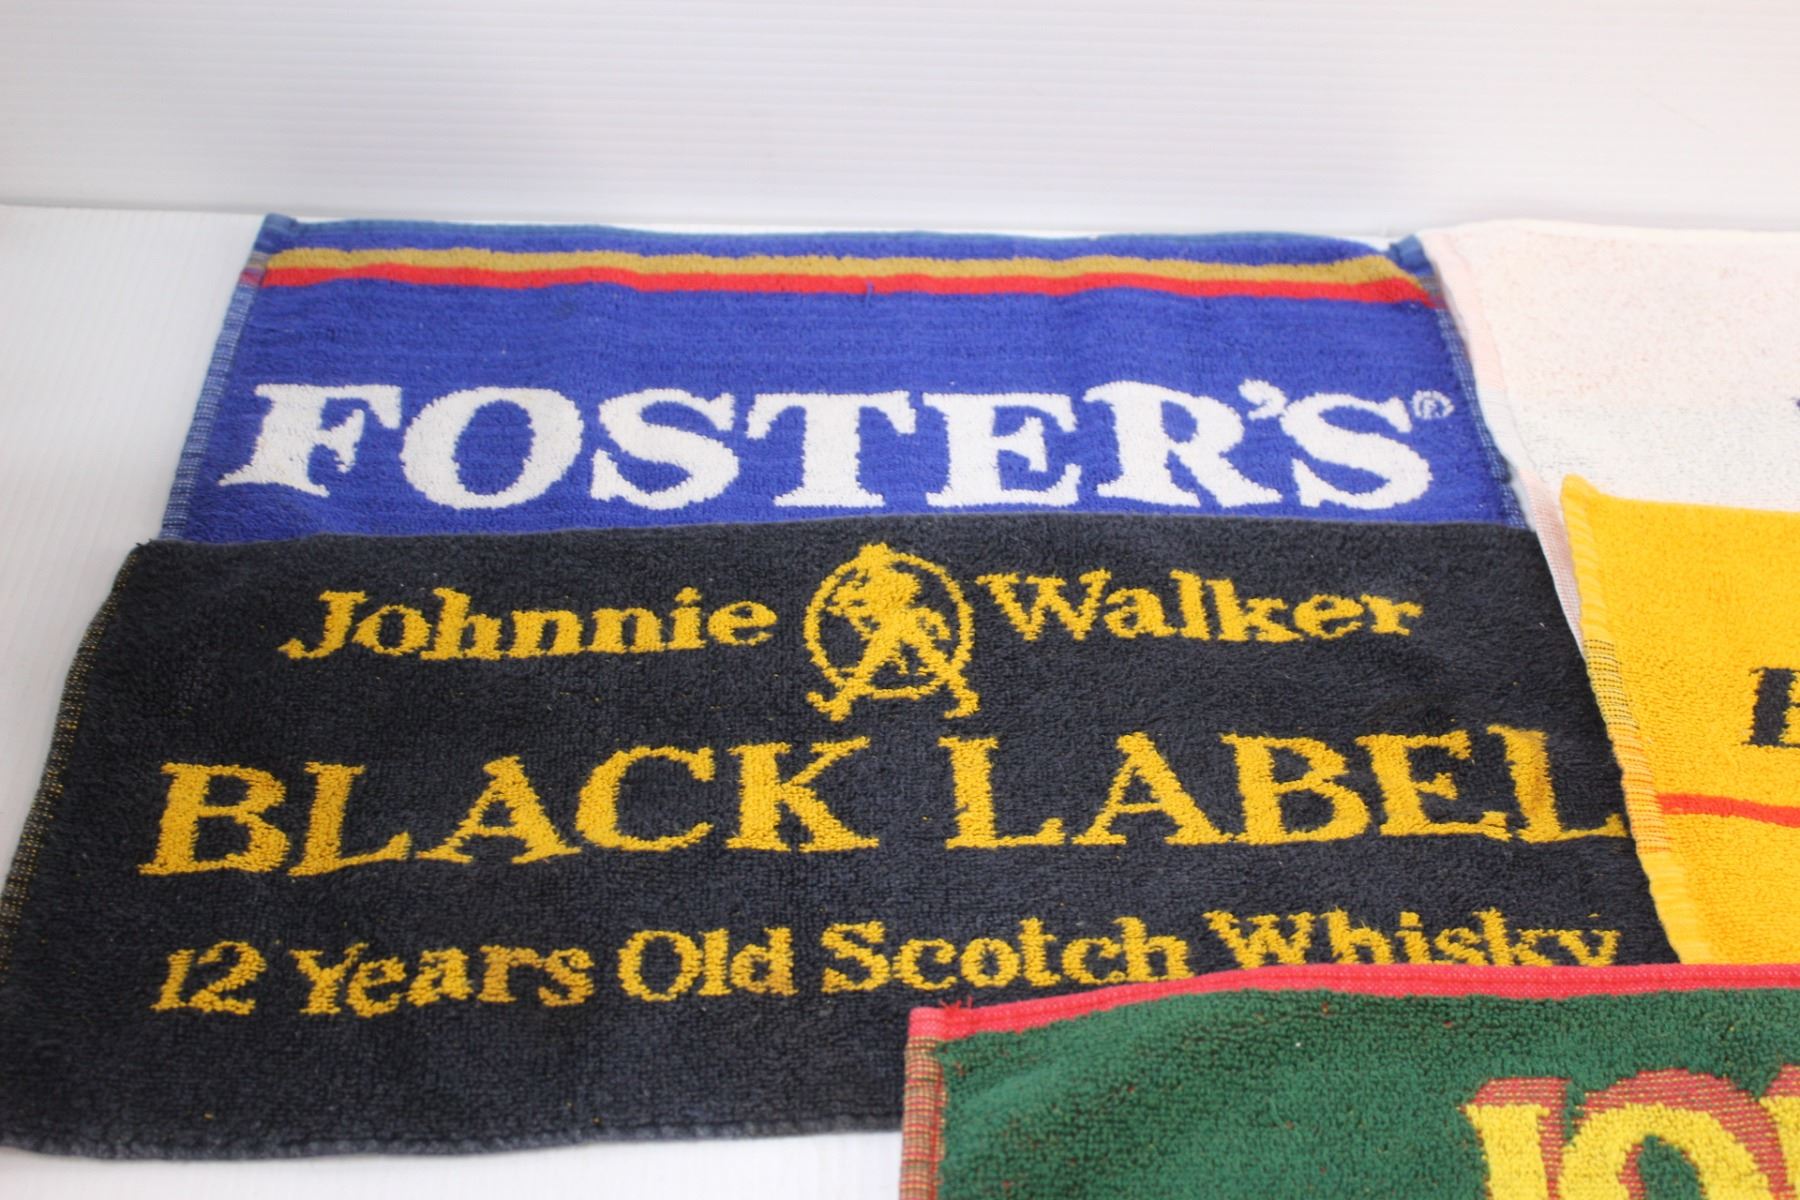 FOSTER'S®
Johnnie Walker
BLACK LABEL
12 Years Old Scotch Whisky